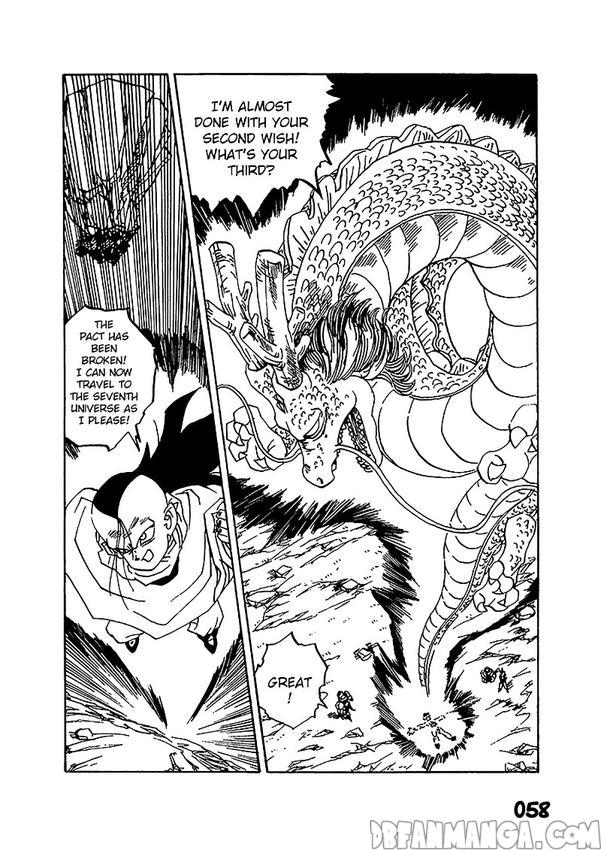 I'M ALMOST
DONE WITH YOUR
SECOND WISH!
WHAT'S YOUR
THIRD?
THE
PACT HAS
BEEN
BROKEN!
I CAN NOW
TRAVEL TO
THE SEVENTH
UNIVERSE AS
I PLEASE!
GREAT
!
058
DBFANMANGA.COM